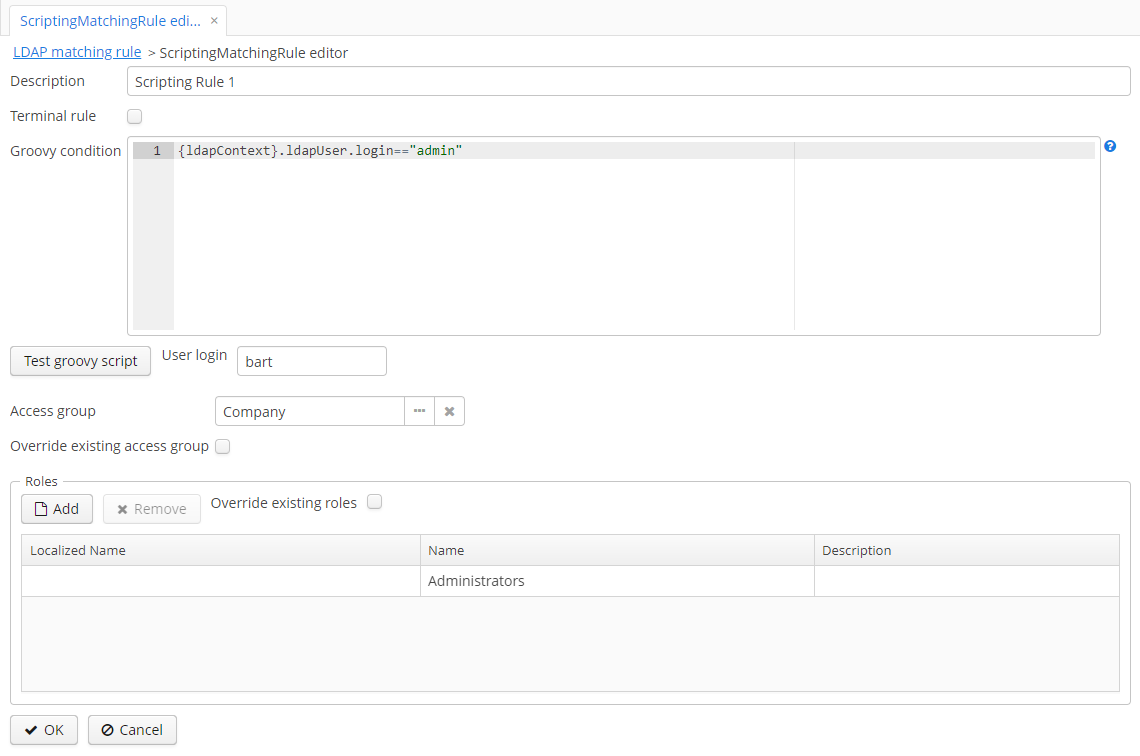 ScriptingMatchingRule edi... ×
LDAP matching rule > ScriptingMatchingRule editor
Description Scripting Rule 1
Terminal rule
Groovy condition 1 {ldapContext}.ldapUser.login=="admin" ?
Test groovy script User login bart
Access group Company
Override existing access group
Roles
Add Remove Override existing roles
Localized Name Name Description
Administrators
OK Cancel